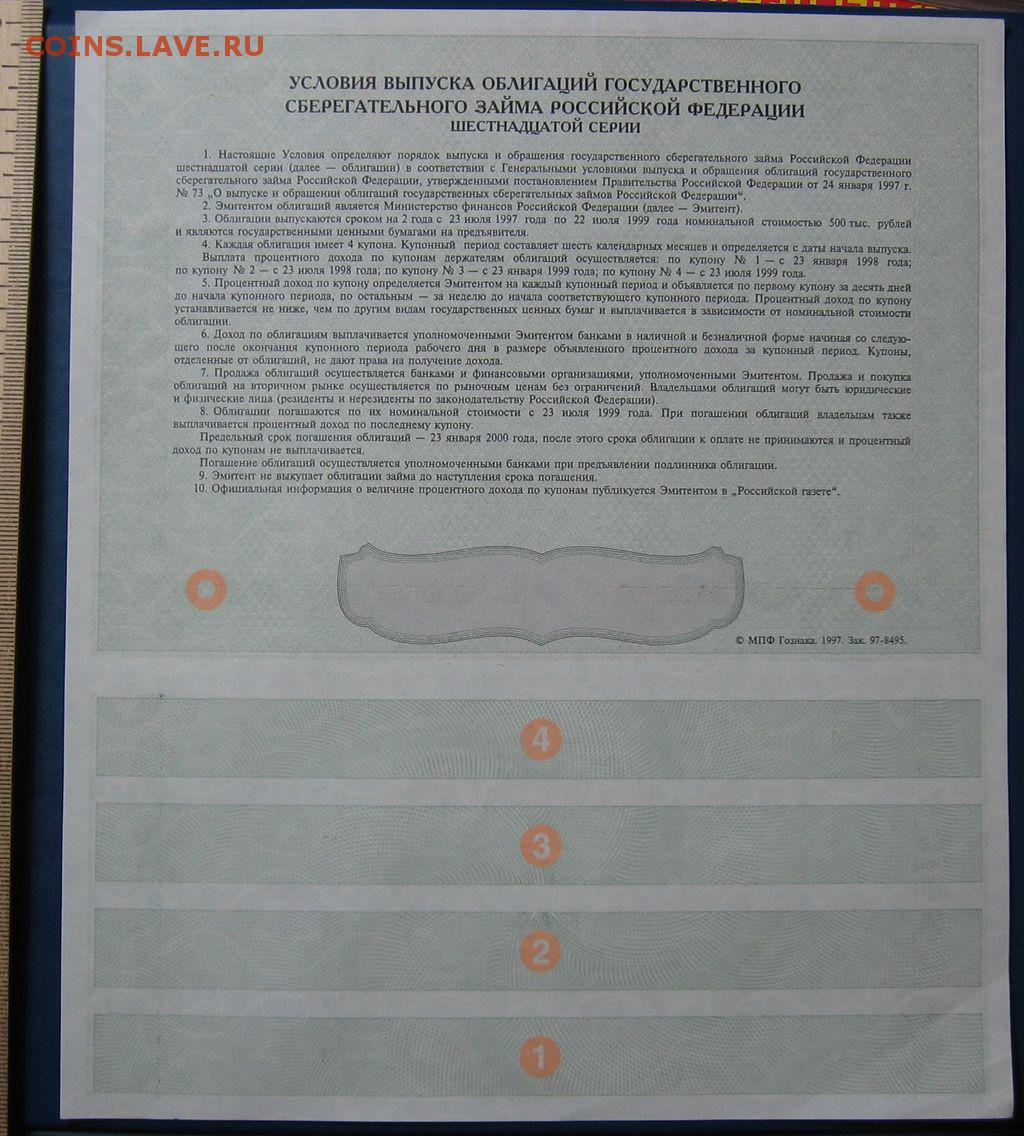 COINS.LAVE.RU
УСЛОВИЯ ВЫПУСКА ОБЛИГАЦИЙ ГОСУДАРСТВЕННОГО
СБЕРЕГАТЕЛЬНОГО ЗАЙМА РОССИЙСКОЙ ФЕДЕРАЦИИ
ШЕСТНАДЦАТОЙ СЕРИИ
1. Настоящие Условия определяют порядок выпуска и обращения государственного сберегательного займа Российской Федерации
шестнадцатой серии (далее — облигации) в соответствии с Генеральными условиями выпуска и обращения облигаций государственного
сберегательного займа Российской Федерации, утвержденными постановлением Правительства Российской Федерации от 24 января 1997 г.
№ 73 „О выпуске и обращении облигаций государственных сберегательных займов Российской Федерации“.
2. Эмитентом облигаций является Министерство финансов Российской Федерации (далее — Эмитент).
3. Облигации выпускаются сроком на 2 года с 23 июля 1997 года по 22 июля 1999 года номинальной стоимостью 500 тыс. рублей
и являются государственными ценными бумагами на предъявителя.
4. Каждая облигация имеет 4 купона. Купонный период составляет шесть календарных месяцев и определяется с даты начала выпуска.
Выплата процентного дохода по купонам держателям облигаций осуществляется: по купону № 1 — с 23 января 1998 года;
по купону № 2 — с 23 июля 1998 года; по купону № 3 — с 23 января 1999 года; по купону № 4 — с 23 июля 1999 года.
5. Процентный доход по купону определяется Эмитентом на каждый купонный период и объявляется по первому купону за десять дней
до начала купонного периода, по остальным — за неделю до начала соответствующего купонного периода. Процентный доход по купону
устанавливается не ниже, чем по другим видам государственных ценных бумаг и выплачивается в зависимости от номинальной стоимости
облигации.
6. Доход по облигациям выплачивается уполномоченными Эмитентом банками в наличной и безналичной форме начиная со следую-
щего после окончания купонного периода рабочего дня в размере объявленного процентного дохода за купонный период. Купоны,
отделенные от облигаций, не дают права на получение дохода.
7. Продажа облигаций осуществляется банками и финансовыми организациями, уполномоченными Эмитентом. Продажа и покупка
облигаций на вторичном рынке осуществляется по рыночным ценам без ограничений. Владельцами облигаций могут быть юридические
и физические лица (резиденты и нерезиденты по законодательству Российской Федерации).
8. Облигации погашаются по их номинальной стоимости с 23 июля 1999 года. При погашении облигаций владельцам также
выплачивается процентный доход по последнему купону.
Предельный срок погашения облигаций — 23 января 2000 года, после этого срока облигации к оплате не принимаются и процентный
доход по купонам не выплачивается.
Погашение облигаций осуществляется уполномоченными банками при предъявлении подлинника облигации.
9. Эмитент не выкупает облигации займа до наступления срока погашения.
10. Официальная информация о величине процентного дохода по купонам публикуется Эмитентом в „Российской газете“.
© МПФ Гознака. 1997. Зак. 97-8495.
4
3
2
1